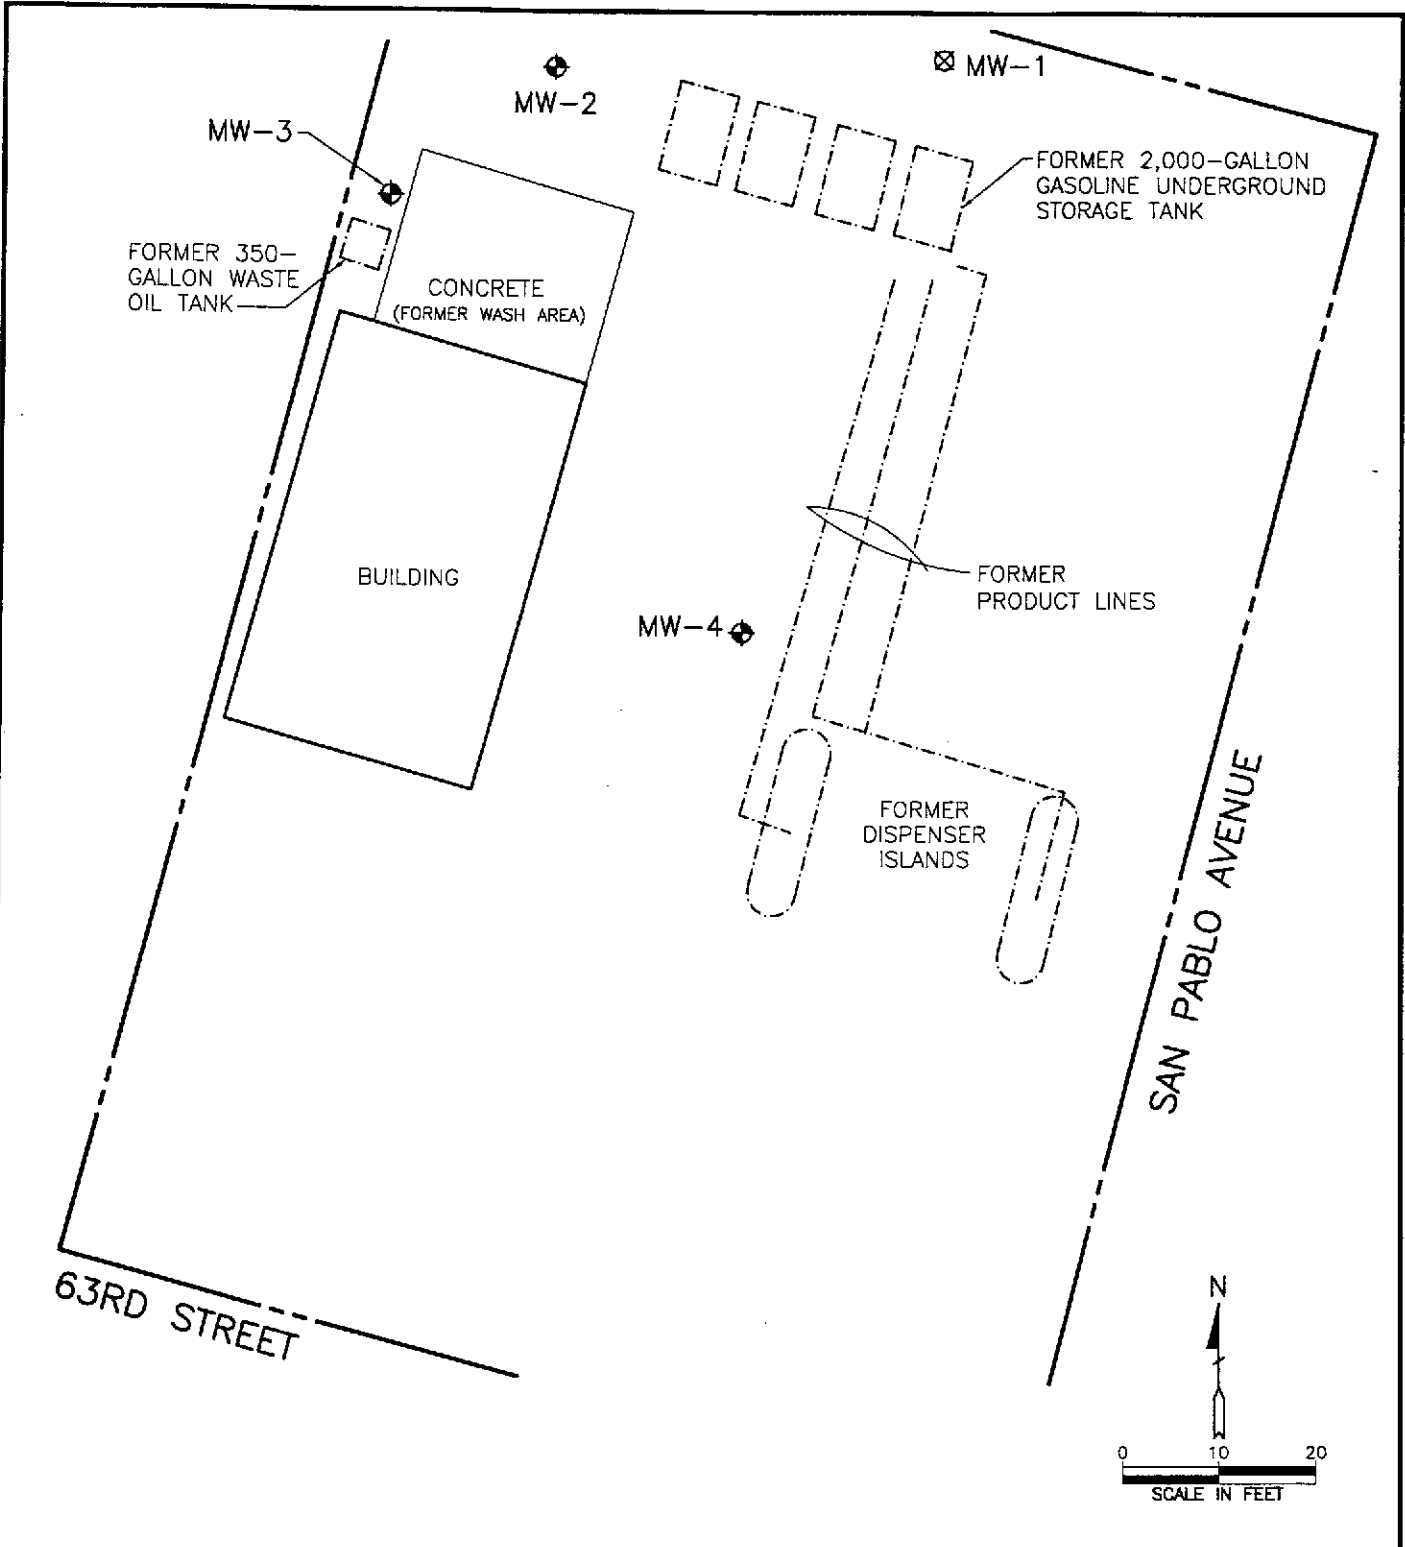 MW-1
MW-2
MW-3
FORMER 2,000-GALLON
GASOLINE UNDERGROUND
STORAGE TANK
FORMER 350-
GALLON WASTE
OIL TANK
CONCRETE
(FORMER WASH AREA)
BUILDING
FORMER
PRODUCT LINES
MW-4
FORMER
DISPENSER
ISLANDS
SAN PABLO AVENUE
63RD STREET
N
0 10 20
SCALE IN FEET